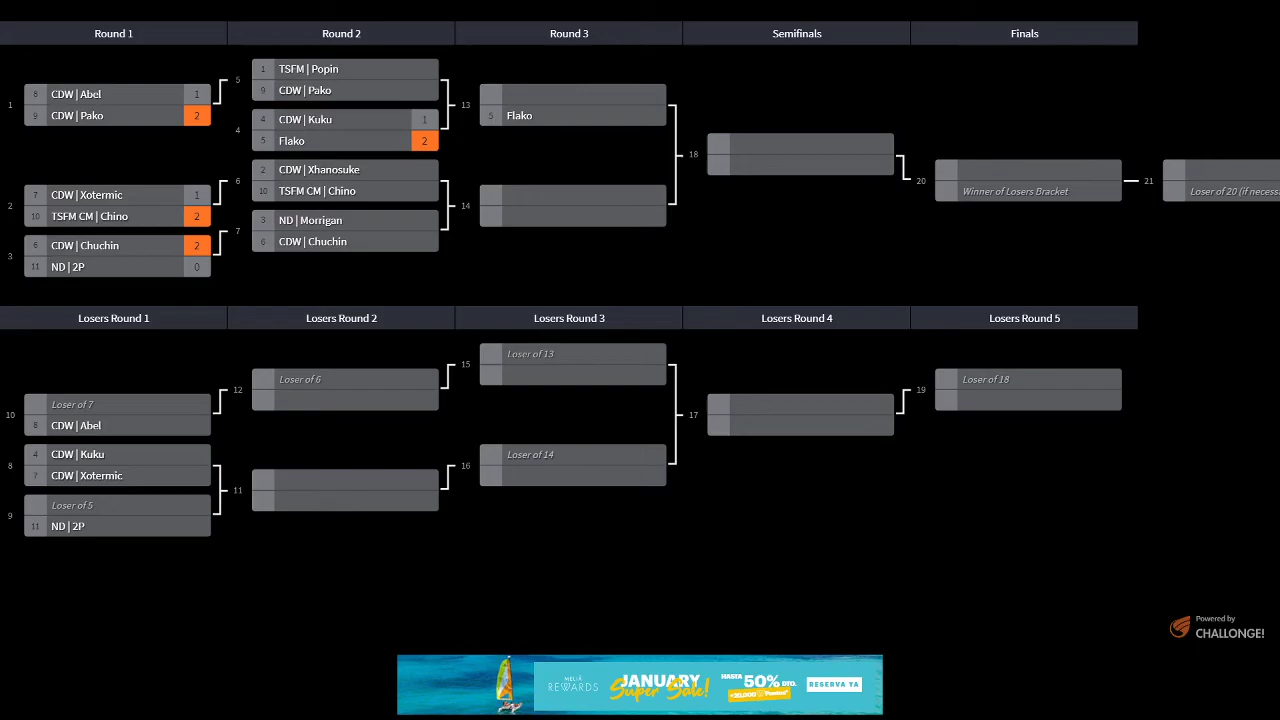 Round 1
Round 2
Round 3
Semifinals
Finals
1
8 CDW | Abel 1
9 CDW | Pako 2
2
7 CDW | Xotermic 1
10 TSFM CM | Chino 2
3
6 CDW | Chuchin 2
11 ND | 2P 0
5
1 TSFM | Popin
9 CDW | Pako
4
4 CDW | Kuku 1
5 Flako 2
6
2 CDW | Xhanosuke
10 TSFM CM | Chino
7
3 ND | Morrigan
6 CDW | Chuchin
13
5 Flako
14
18
20
Winner of Losers Bracket
21
Loser of 20 (if necessa
Losers Round 1
Losers Round 2
Losers Round 3
Losers Round 4
Losers Round 5
10
Loser of 7
8 CDW | Abel
8
4 CDW | Kuku
7 CDW | Xotermic
9
Loser of 5
11 ND | 2P
12
Loser of 6
11
15
Loser of 13
16
Loser of 14
17
19
Loser of 18
Powered by
CHALLONGE!
MELIÁ
REWARDS
JANUARY
Super Sale!
HASTA
50% DTO.
+20.000 Puntos*
RESERVA YA